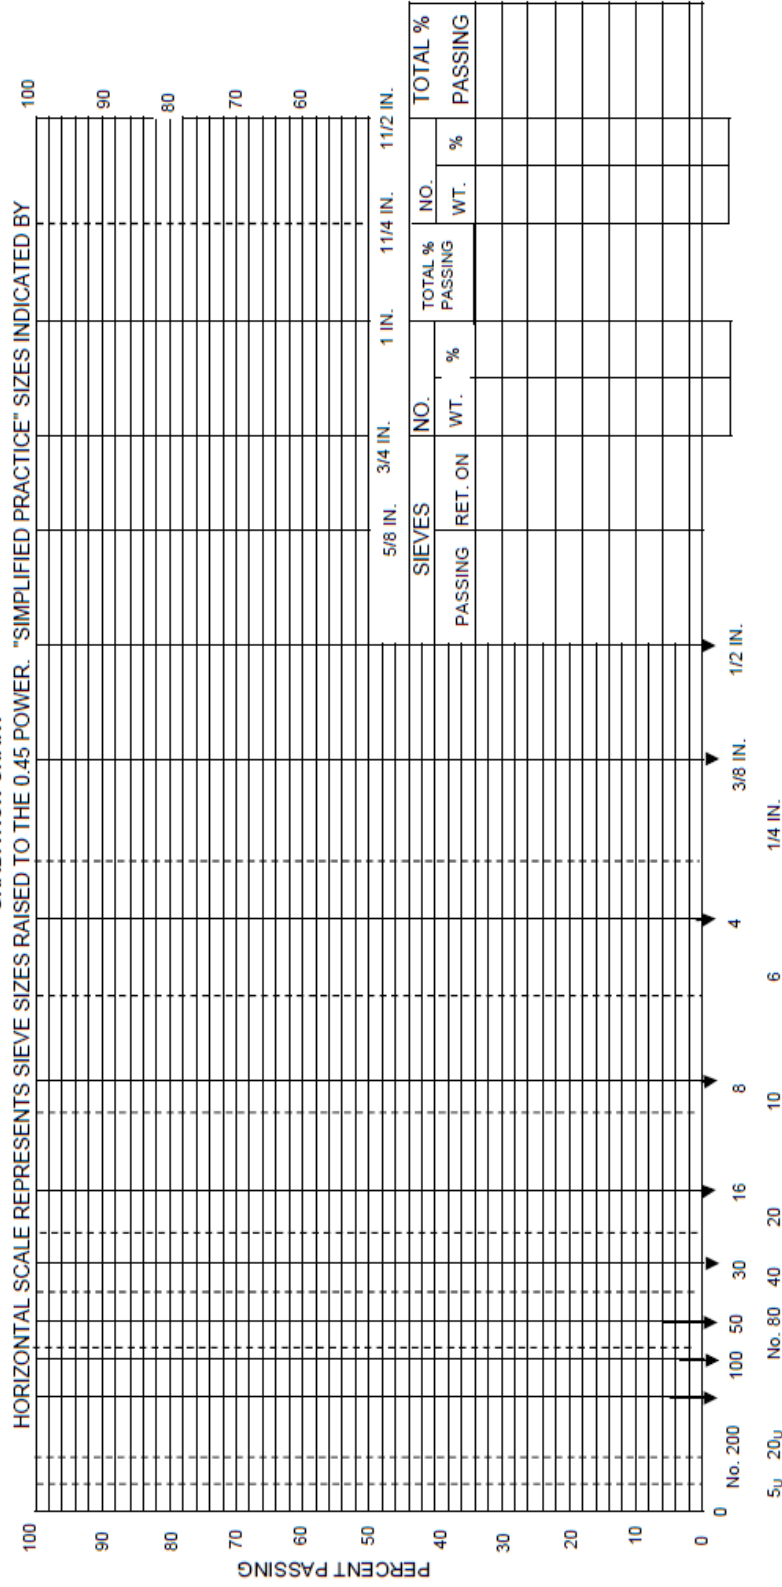 HORIZONTAL SCALE REPRESENTS SIEVE SIZES RAISED TO THE 0.45 POWER. "SIMPLIFIED PRACTICE" SIZES INDICATED BY
100
90
80
70
60
50
40
30
20
10
0
PERCENT PASSING
100
90
80
70
60
5/8 IN. 3/4 IN. 1 IN. 11/4 IN. 11/2 IN.
SIEVES NO. TOTAL % PASSING NO. TOTAL % PASSING
PASSING RET. ON WT. % WT. %
0 No. 200 100 50 30 16 8 4 3/8 IN. 1/2 IN.
5µ 20µ No. 80 40 20 10 6 1/4 IN.